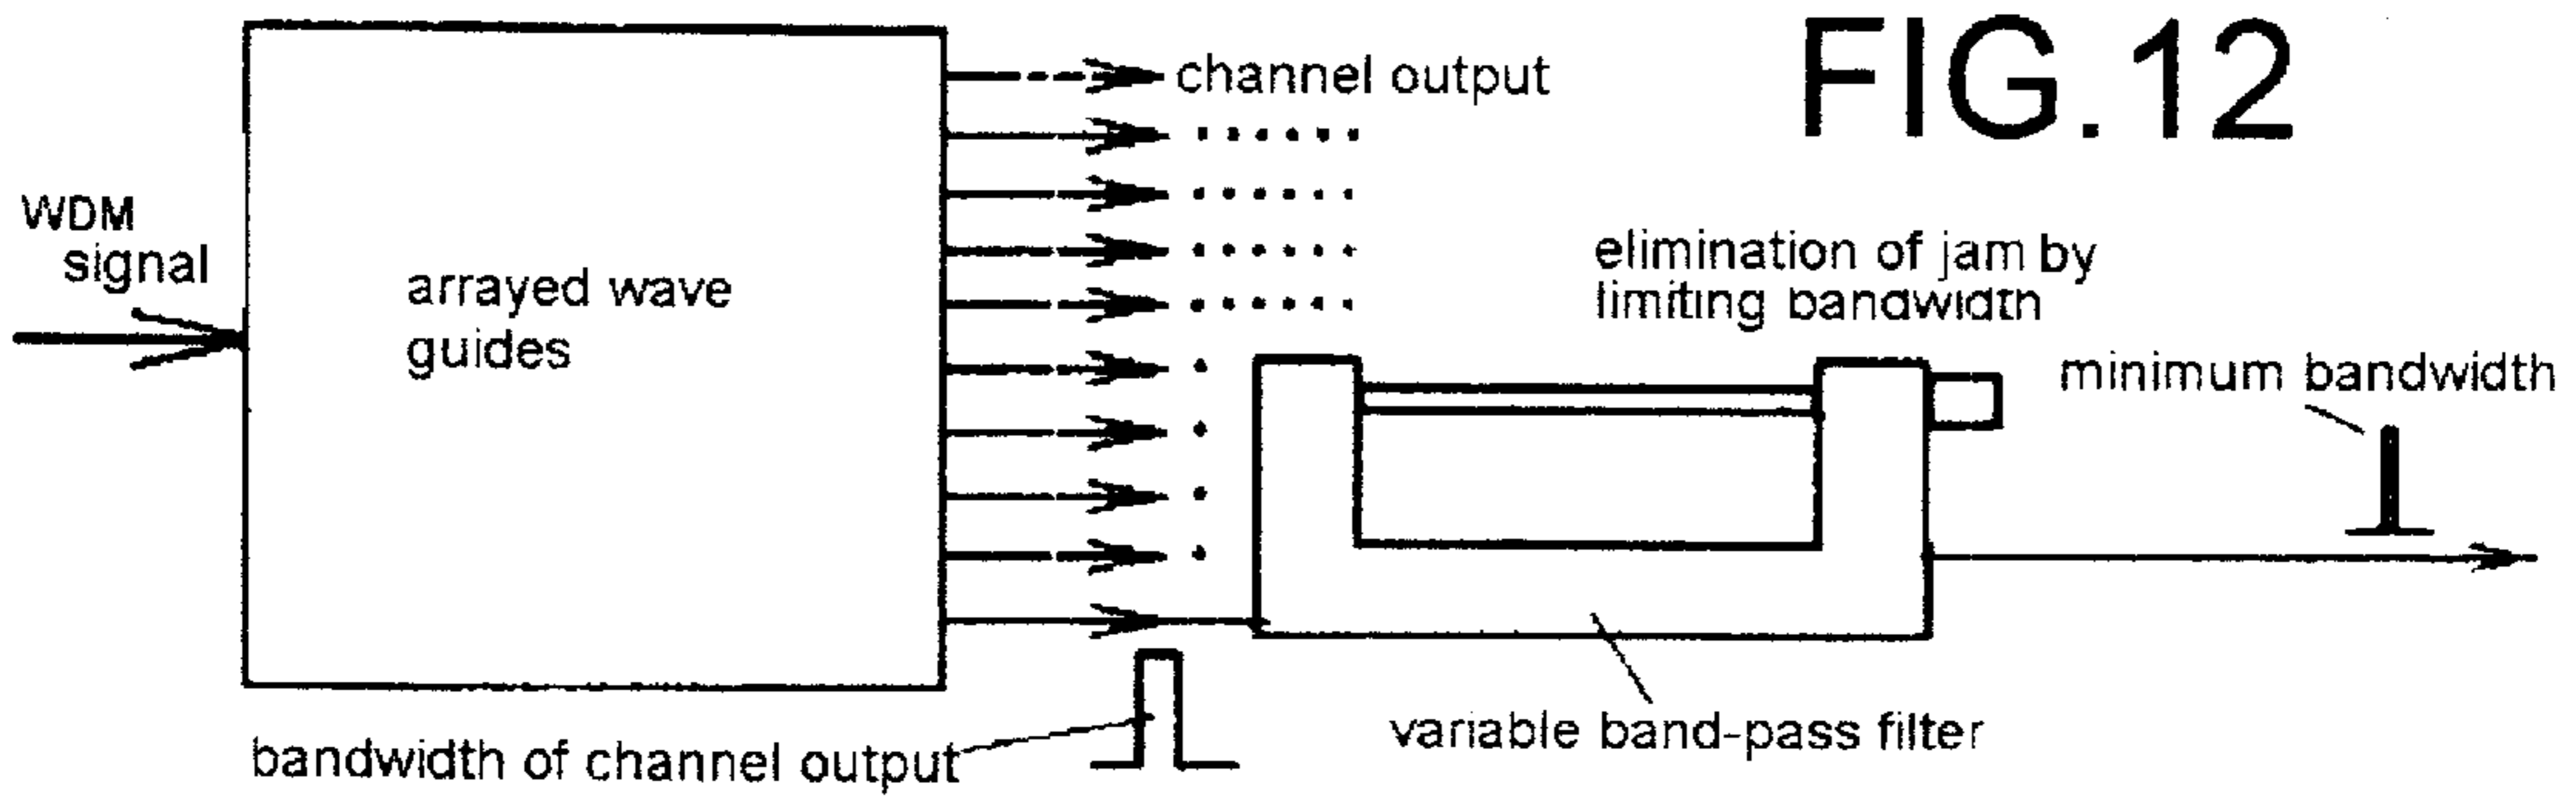 FIG.12
channel output
WDM
signal
arrayed wave
guides
elimination of jam by
limiting bandwidth
minimum bandwidth
variable band-pass filter
bandwidth of channel output